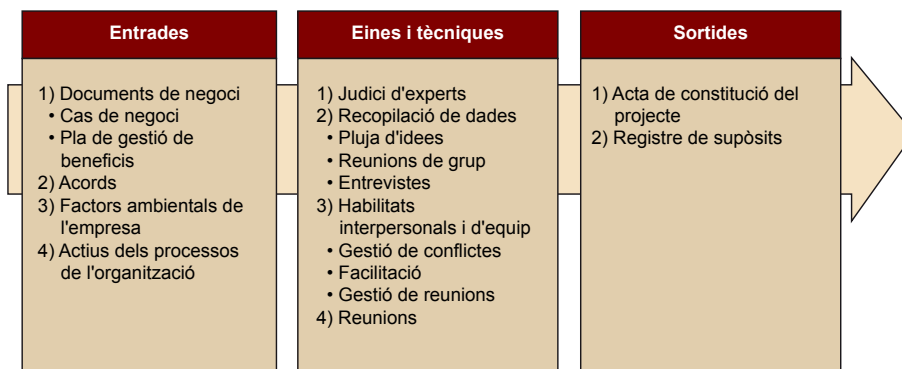 Entrades
1) Documents de negoci
• Cas de negoci
• Pla de gestió de
beneficis
2) Acords
3) Factors ambientals de
l'empresa
4) Actius dels processos
de l'organització
Eines i tècniques
1) Judici d'experts
2) Recopilació de dades
• Pluja d'idees
• Reunions de grup
• Entrevistes
3) Habilitats
interpersonals i d'equip
• Gestió de conflictes
• Facilitació
• Gestió de reunions
4) Reunions
Sortides
1) Acta de constitució del
projecte
2) Registre de supòsits